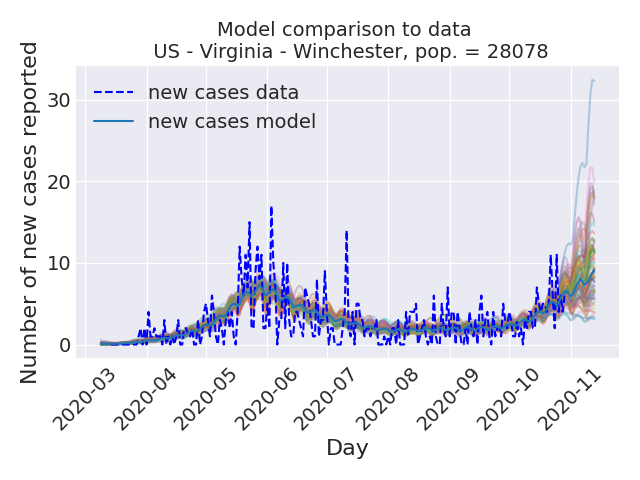 Model comparison to data
US - Virginia - Winchester, pop. = 28078
Number of new cases reported
new cases data
new cases model
30
20
10
0
2020-03
2020-04
2020-05
2020-06
2020-07
2020-08
2020-09
2020-10
2020-11
Day